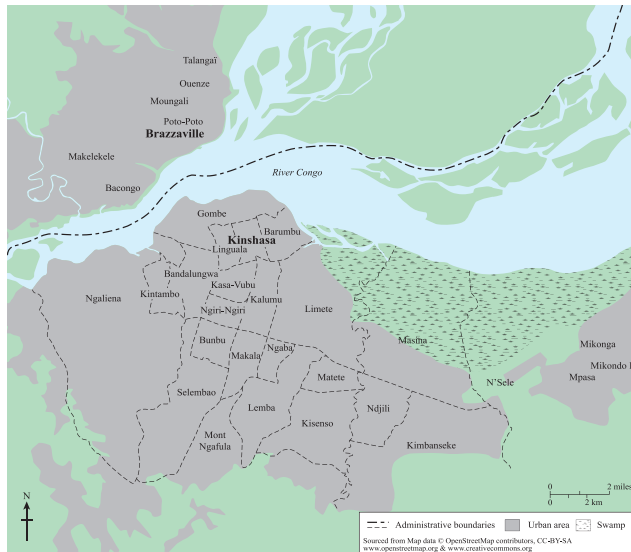 Talangaï
Ouenze
Moungali
Poto-Poto
Brazzaville
Makelekele
Bacongo
River Congo
Gombe
Barumbu
Kinshasa
Linguala
Bandalungwa
Kasa-Vubu
Kintambo
Kalumu
Ngaliena
Ngiri-Ngiri
Limete
Bunbu
Makala
Ngaba
Masina
Mikonga
Mikondo
Mpasa
N'Sele
Matete
Selembao
Lemba
Ndjili
Kisenso
Mont
Ngafula
Kimbanseke
N
0 2 miles
0 2 km
Administrative boundaries Urban area Swamp
Sourced from Map data © OpenStreetMap contributors, CC-BY-SA
www.openstreetmap.org & www.creativecommons.org